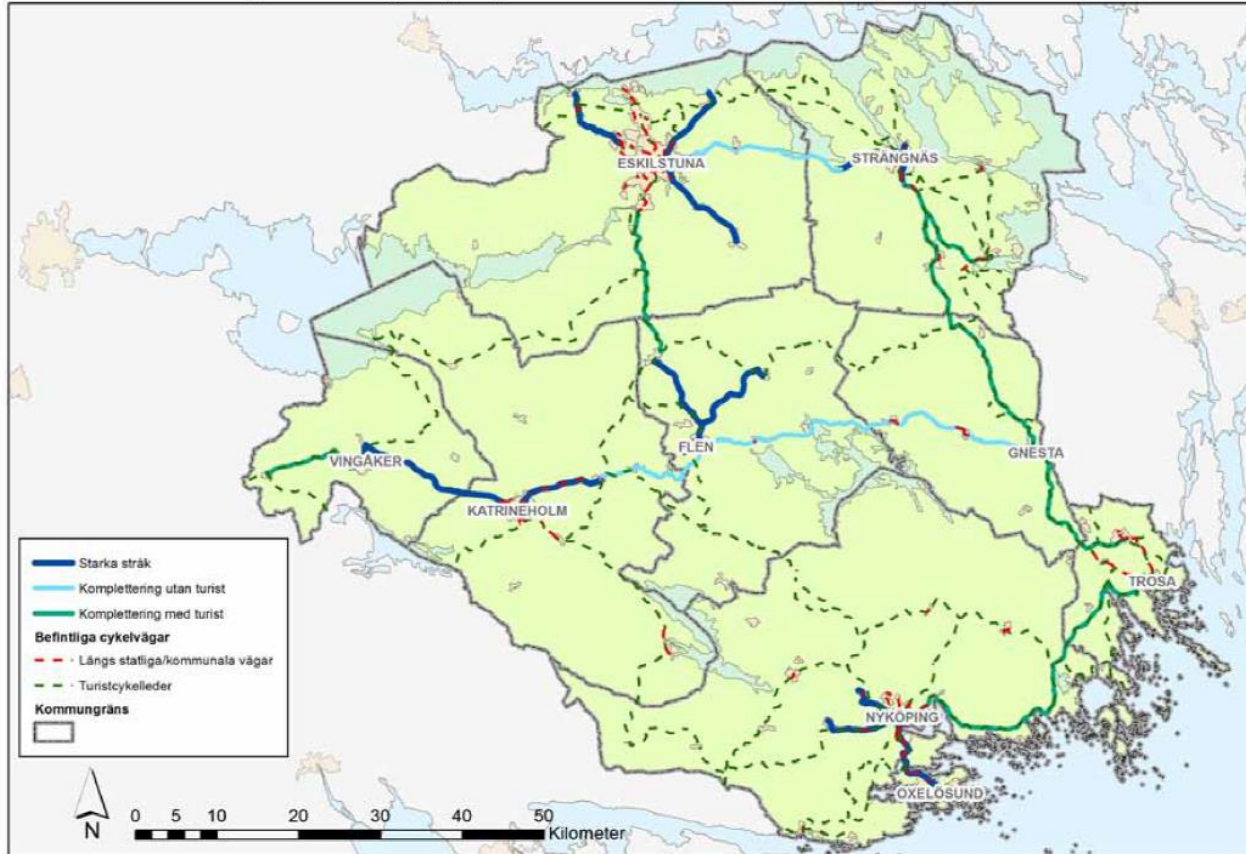 ESKILSTUNA
STRÄNGNÄS
FLEN
GNESTA
VINGÅKER
KATRINEHOLM
TROSA
NYKÖPING
OXELÖSUND
Starka stråk
Komplettering utan turist
Komplettering med turist
Befintliga cykelvägar
Längs statliga/kommunala vägar
Turistcykelleder
Kommungräns
N
0 5 10 20 30 40 50
Kilometer